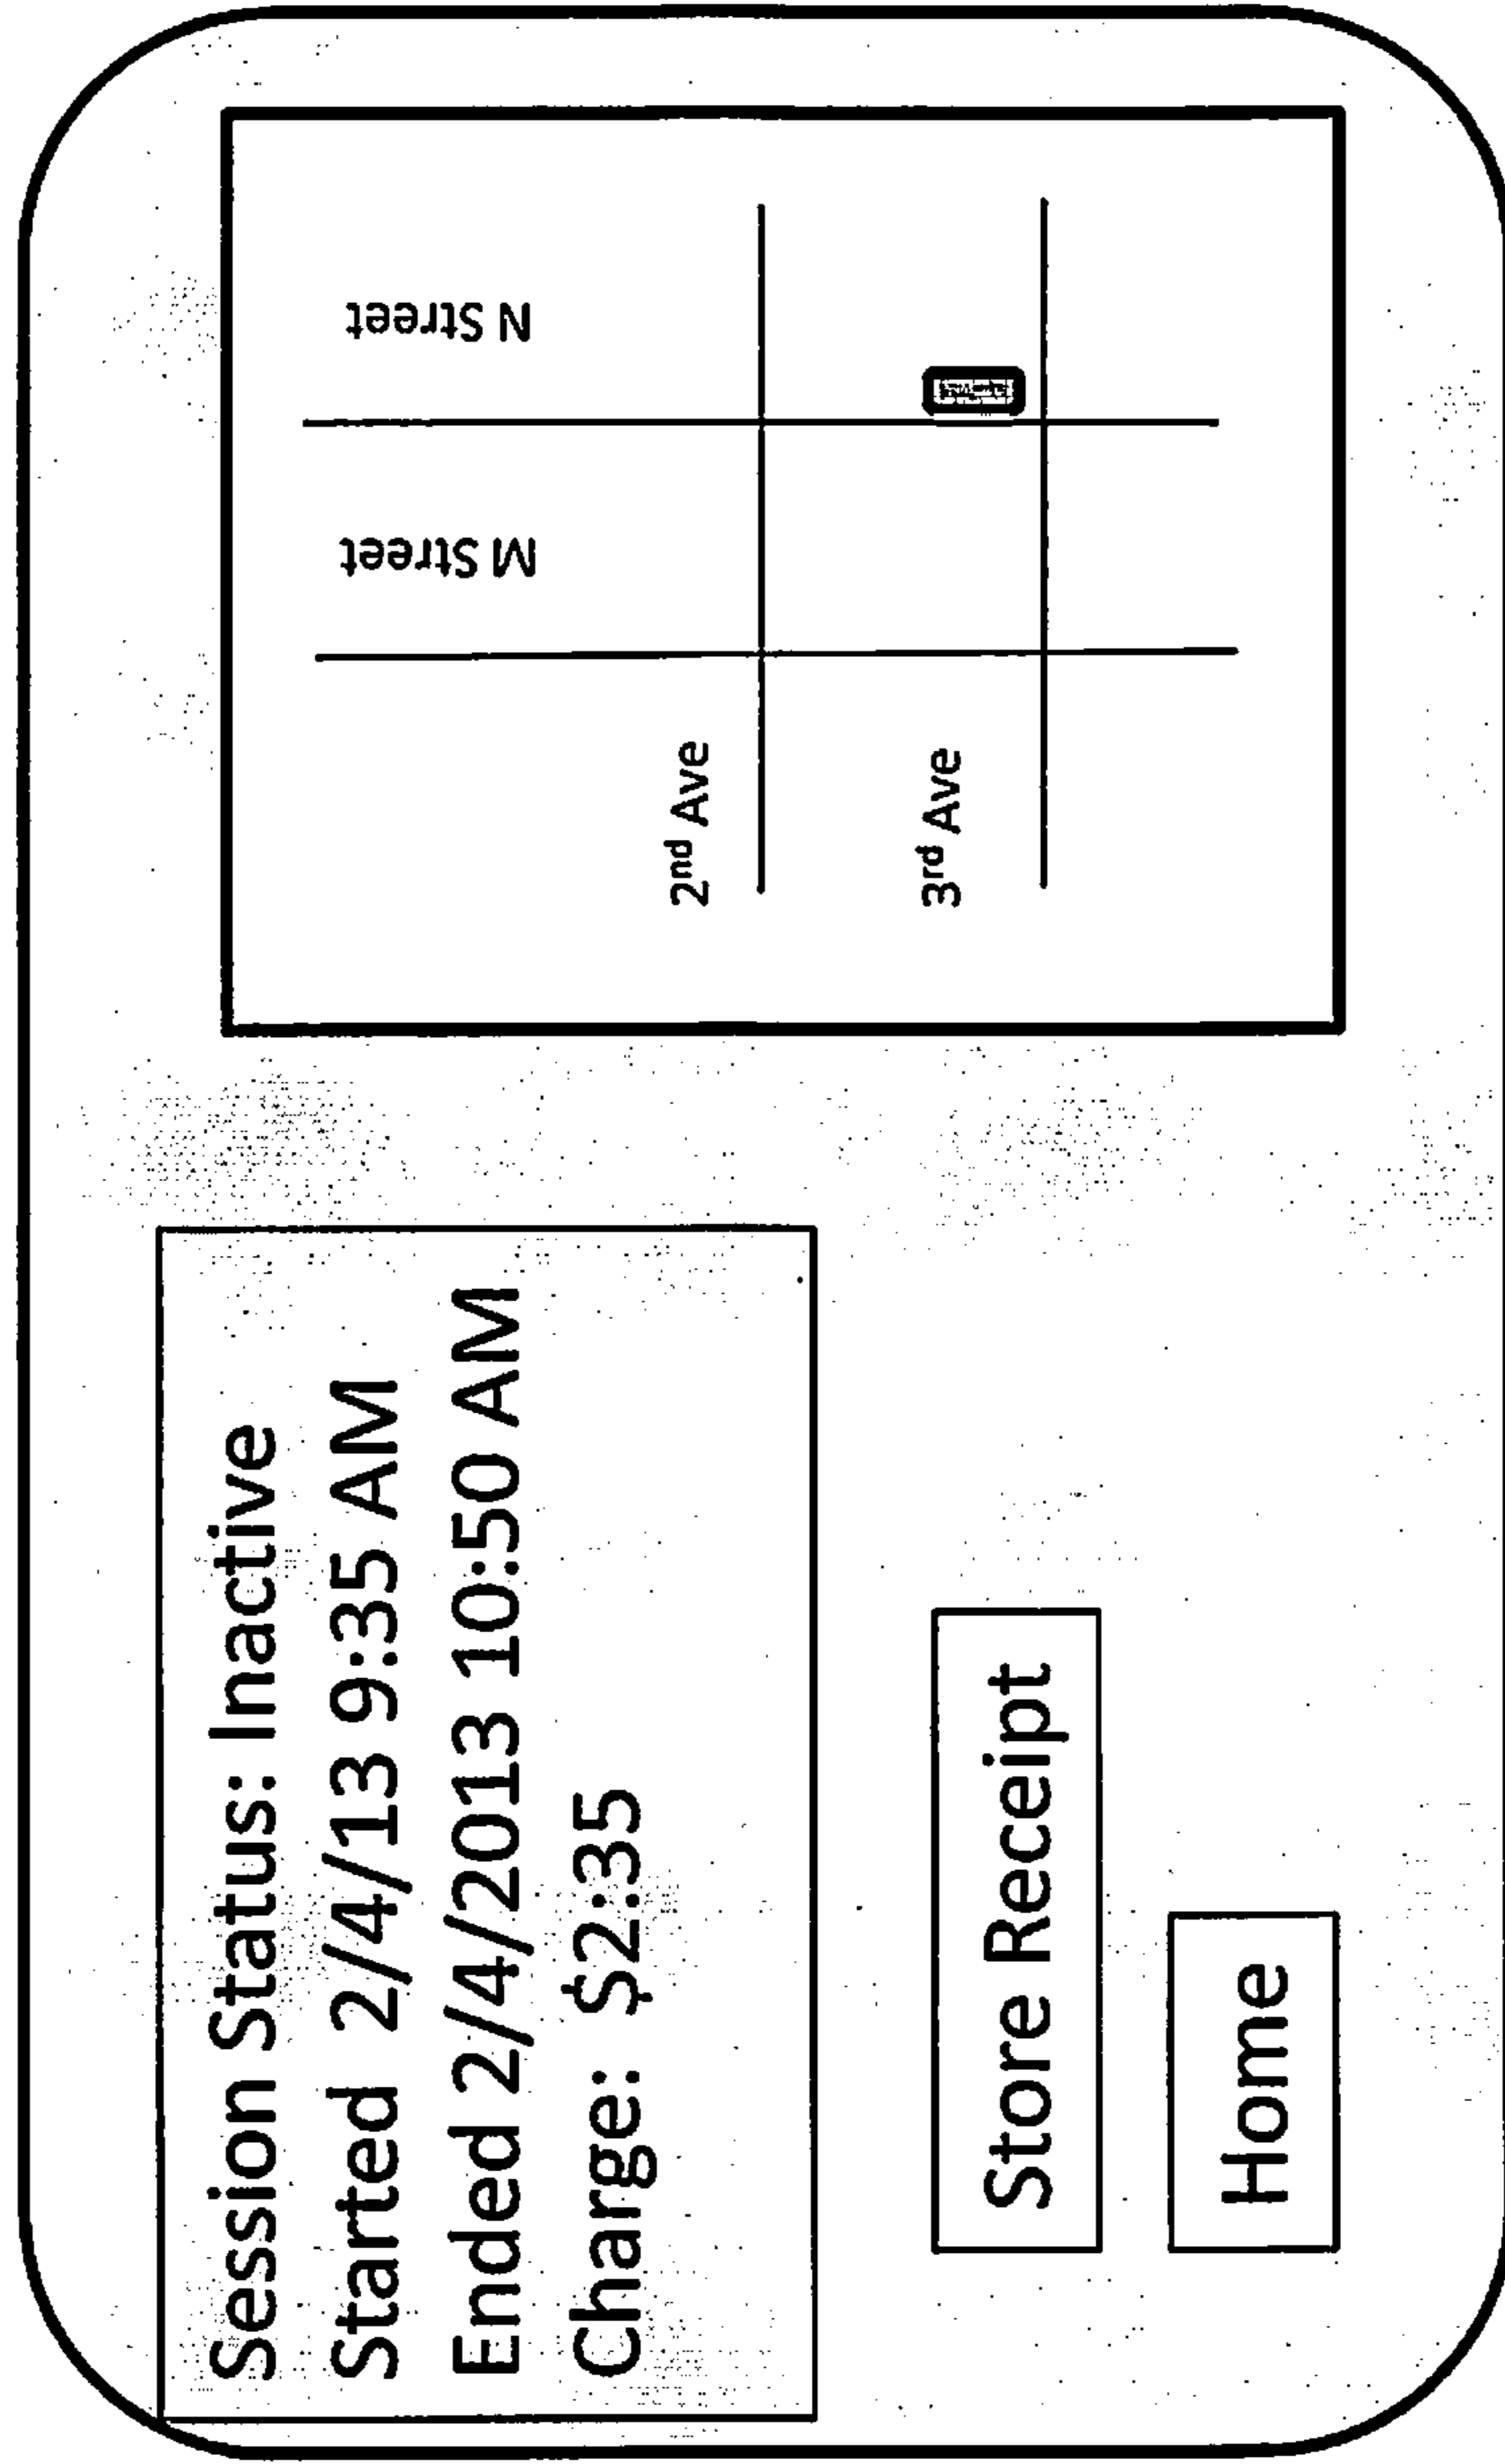 Session Status: Inactive
Started 2/4/13 9:35 AM
Ended 2/4/2013 10:50 AM
Charge: $2:35
Store Receipt
Home
2nd Ave
3rd Ave
M Street
N Street